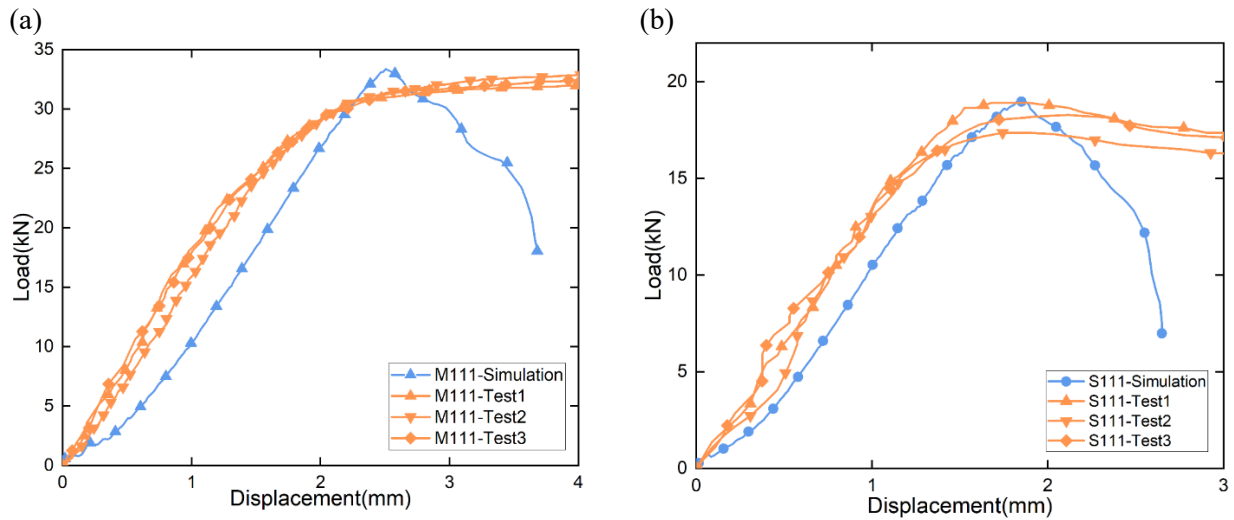 (a)
35
30
25
20
15
10
5
0
Load(kN)
0 1 2 3 4
Displacement(mm)
M111-Simulation
M111-Test1
M111-Test2
M111-Test3
(b)
20
15
10
5
0
Load(kN)
0 1 2 3
Displacement(mm)
S111-Simulation
S111-Test1
S111-Test2
S111-Test3